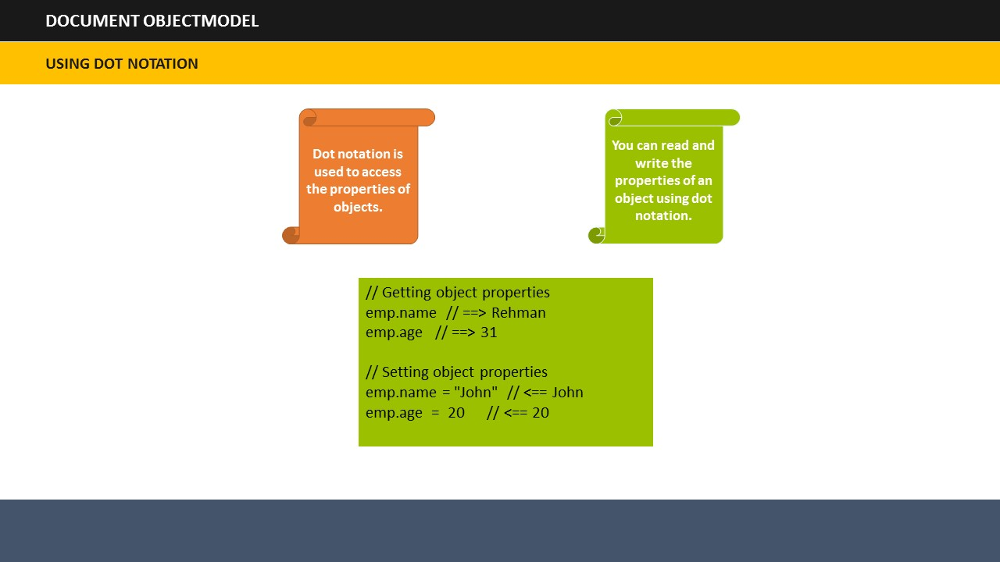 DOCUMENT OBJECTMODEL
USING DOT NOTATION
Dot notation is
used to access
the properties of
objects.
You can read and
write the
properties of an
object using dot
notation.
// Getting object properties
emp.name // ==> Rehman
emp.age // ==> 31
// Setting object properties
emp.name = "John" // <== John
emp.age = 20 // <== 20